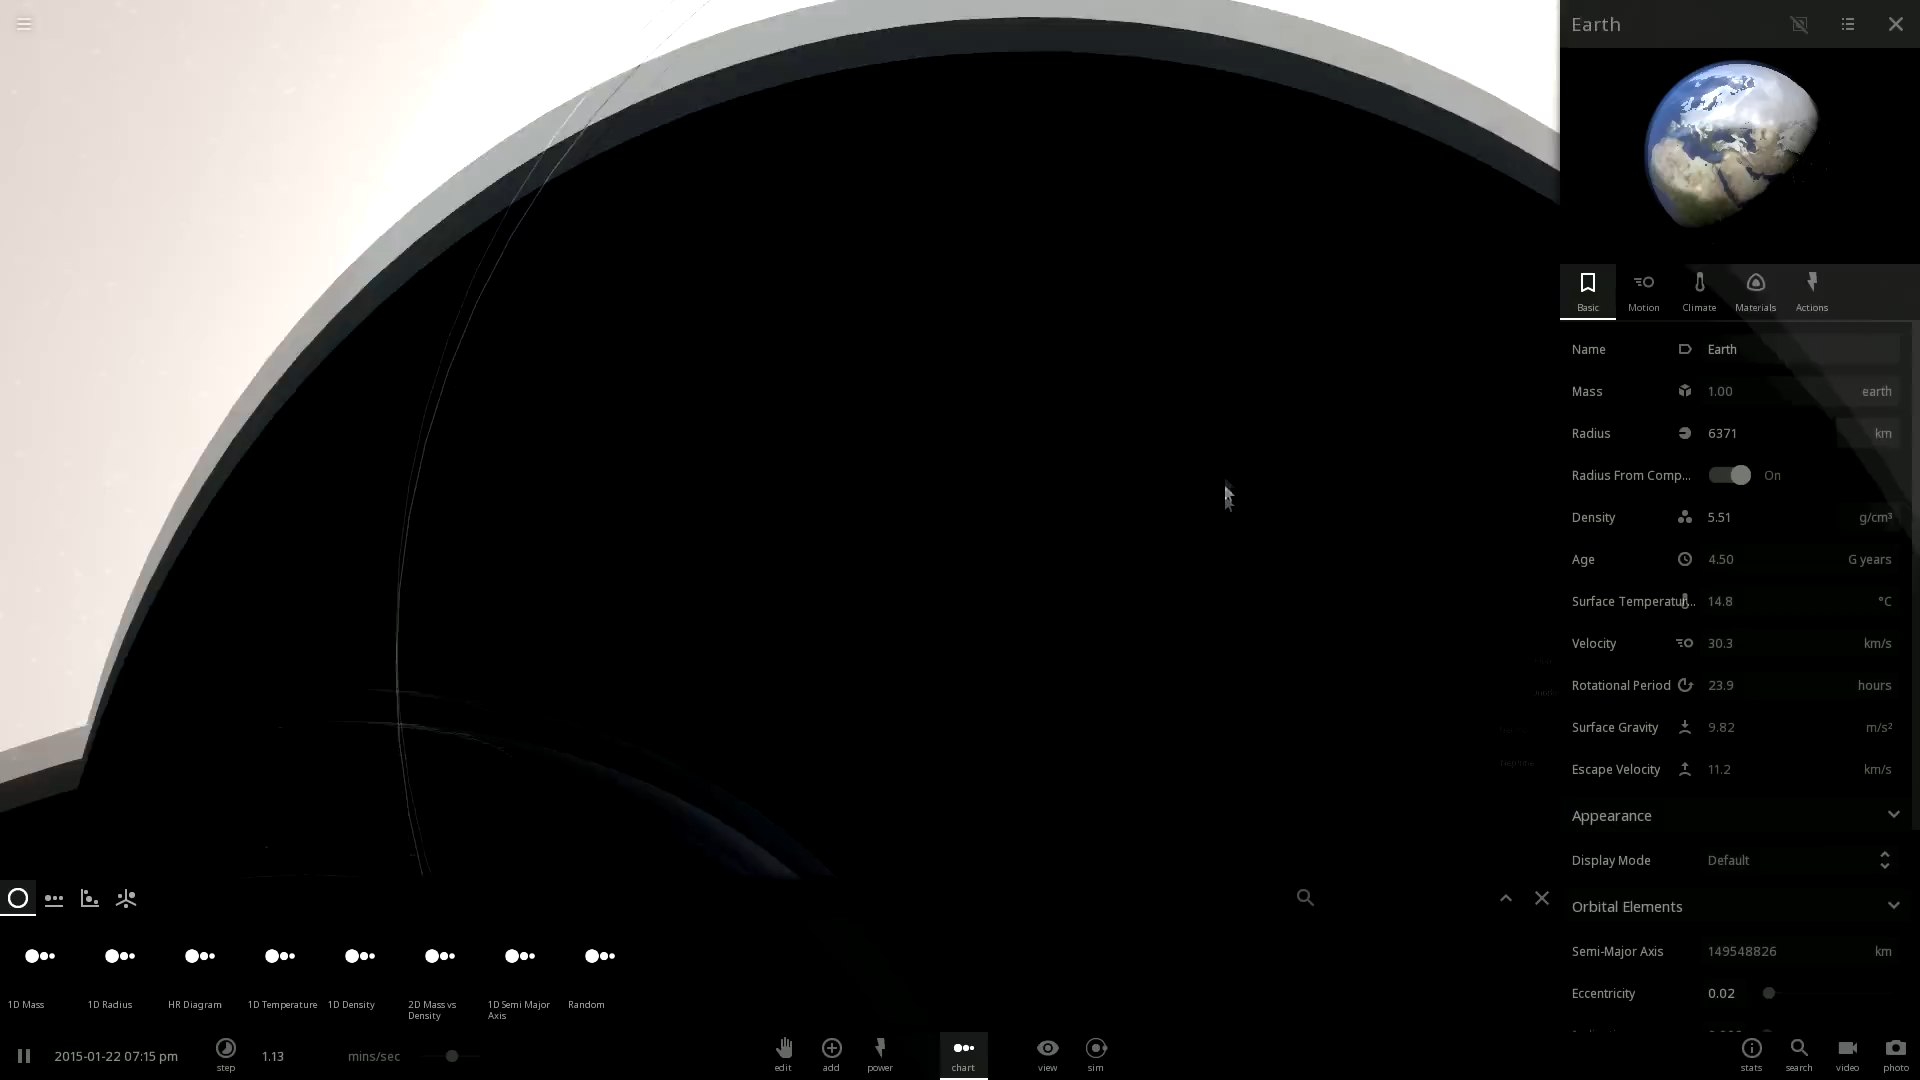 Earth
Basic
Motion
Climate
Materials
Actions
Name Earth
Mass 1.00 earth
Radius 6371 km
Radius From Comp... On
Density 5.51 g/cm³
Age 4.50 G years
Surface Temperatur... 14.8 °C
Velocity 30.3 km/s
Rotational Period 23.9 hours
Surface Gravity 9.82 m/s²
Escape Velocity 11.2 km/s
Appearance
Display Mode Default
Orbital Elements
Semi-Major Axis 149548826 km
Eccentricity 0.02
1D Mass
1D Radius
HR Diagram
1D Temperature
1D Density
2D Mass vs
Density
1D Semi Major
Axis
Random
2015-01-22 07:15 pm
step
1.13 mins/sec
edit
add
power
chart
view
sim
stats
search
video
photo